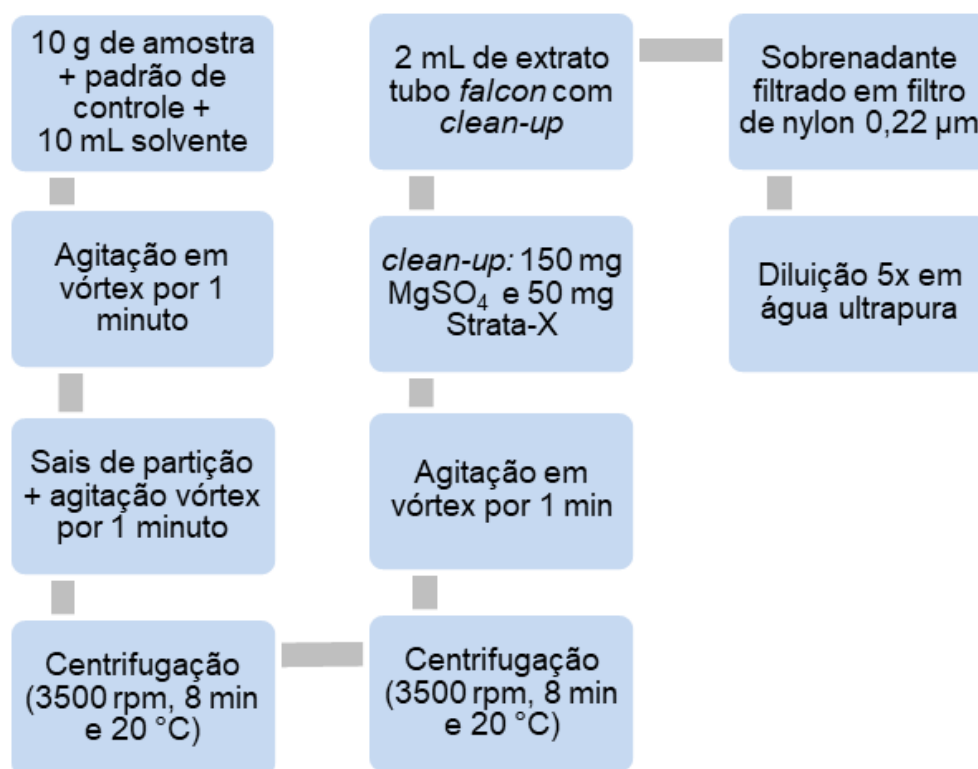 10 g de amostra
+ padrão de
controle +
10 mL solvente
Agitação em
vórtex por 1
minuto
Sais de partição
+ agitação vórtex
por 1 minuto
Centrifugação
(3500 rpm, 8 min
e 20 °C)
Centrifugação
(3500 rpm, 8 min
e 20 °C)
Agitação em
vórtex por 1 min
clean-up: 150 mg
MgSO₄ e 50 mg
Strata-X
2 mL de extrato
tubo falcon com
clean-up
Sobrenadante
filtrado em filtro
de nylon 0,22 µm
Diluição 5x em
água ultrapura